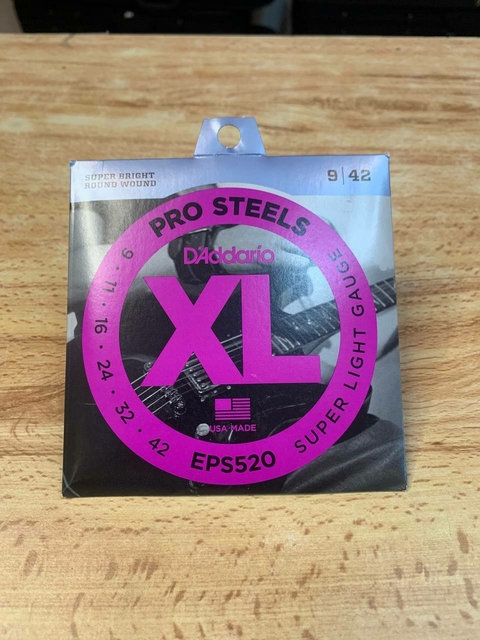 SUPER BRIGHT
ROUND WOUND
9|42
PRO STEELS
D'Addario
XL
9 • 11 • 16 • 24 • 32 • 42
SUPER LIGHT GAUGE
USA MADE
EPS520